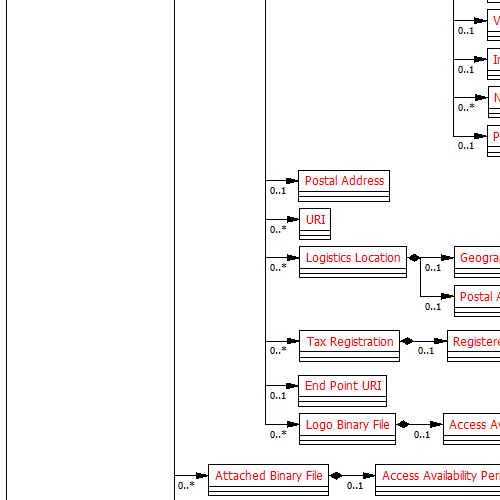 V
0..1
In
0..1
N
0..*
P
0..1
Postal Address
0..1
URI
0..*
Logistics Location
0..*
Geogra
0..1
Postal A
0..1
Tax Registration
0..*
Registere
0..1
End Point URI
0..1
Logo Binary File
0..*
Access Av
0..1
Attached Binary File
0..*
Access Availability Per
0..1